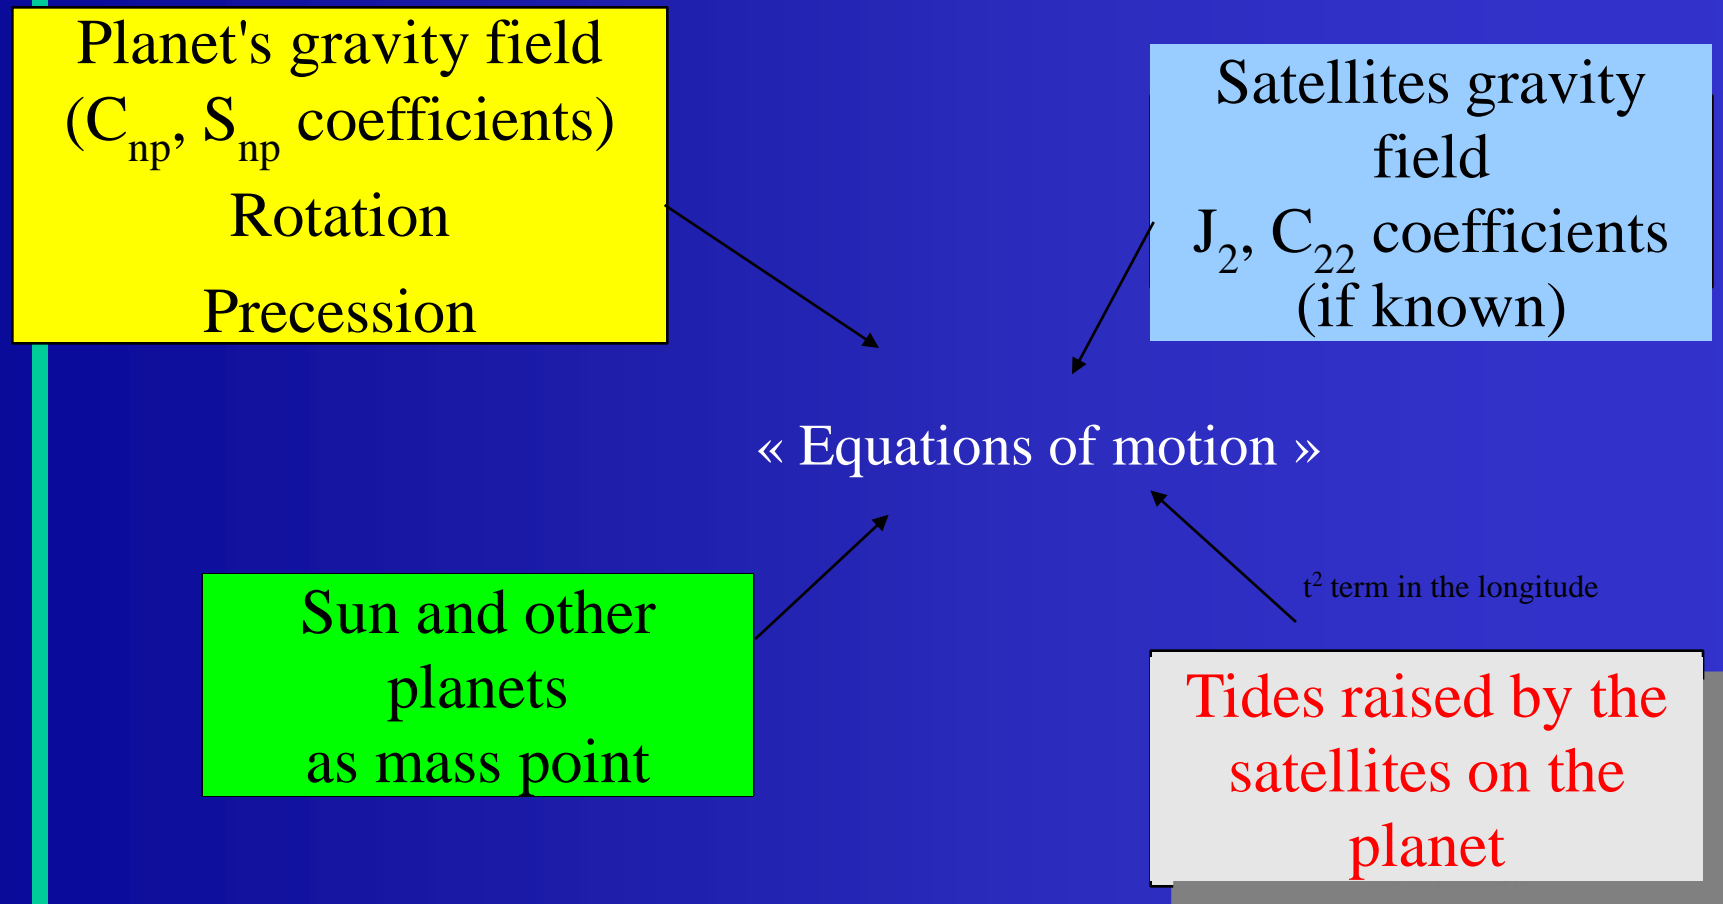 Planet's gravity field
(Cnp, Snp coefficients)
Rotation
Precession
Satellites gravity
field
J2, C22 coefficients
(if known)
« Equations of motion »
t² term in the longitude
Sun and other
planets
as mass point
Tides raised by the
satellites on the
planet